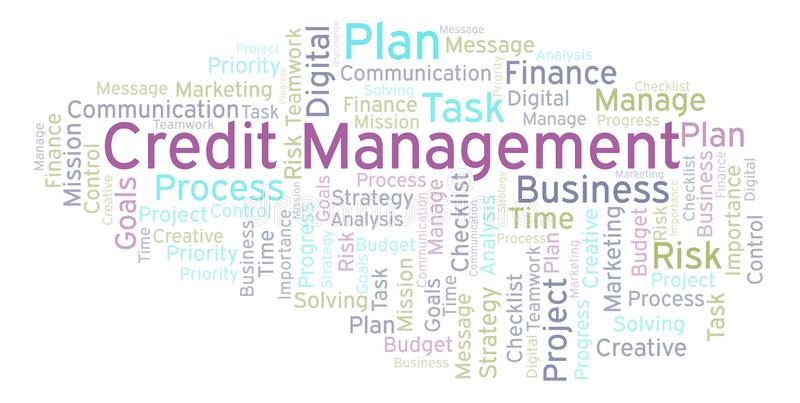 Project
Priority
Teamwork
Digital
Importance
Plan
Message
Analysis
Communication
Priority
Finance
Progress
Message
Marketing
Solving
Checklist
Communication
Task
Finance
Task
Digital
Manage
Teamwork
Mission
Manage
Progress
Manage
Finance
Mission
Control
Credit Management
Plan
Creative
Goals
Process
Risk
Mission
Goals
Process
Strategy
Analysis
Communication
Manage
Checklist
Communication
Strategy
Analysis
Business
Marketing
Checklist
Business
Finance
Importance
Digital
Project
Control
Time
Process
Time
Creative
Priority
Priority
Business
Time
Importance
Progress
Strategy
Risk
Goals
Budget
Creative
Marketing
Budget
Risk
Importance
Risk
Control
Solving
Task
Mission
Goals
Time
Message
Strategy
Checklist
Teamwork
Digital
Project
Plan
Marketing
Progress
Project
Process
Task
Plan
Budget
Business
Solving
Creative